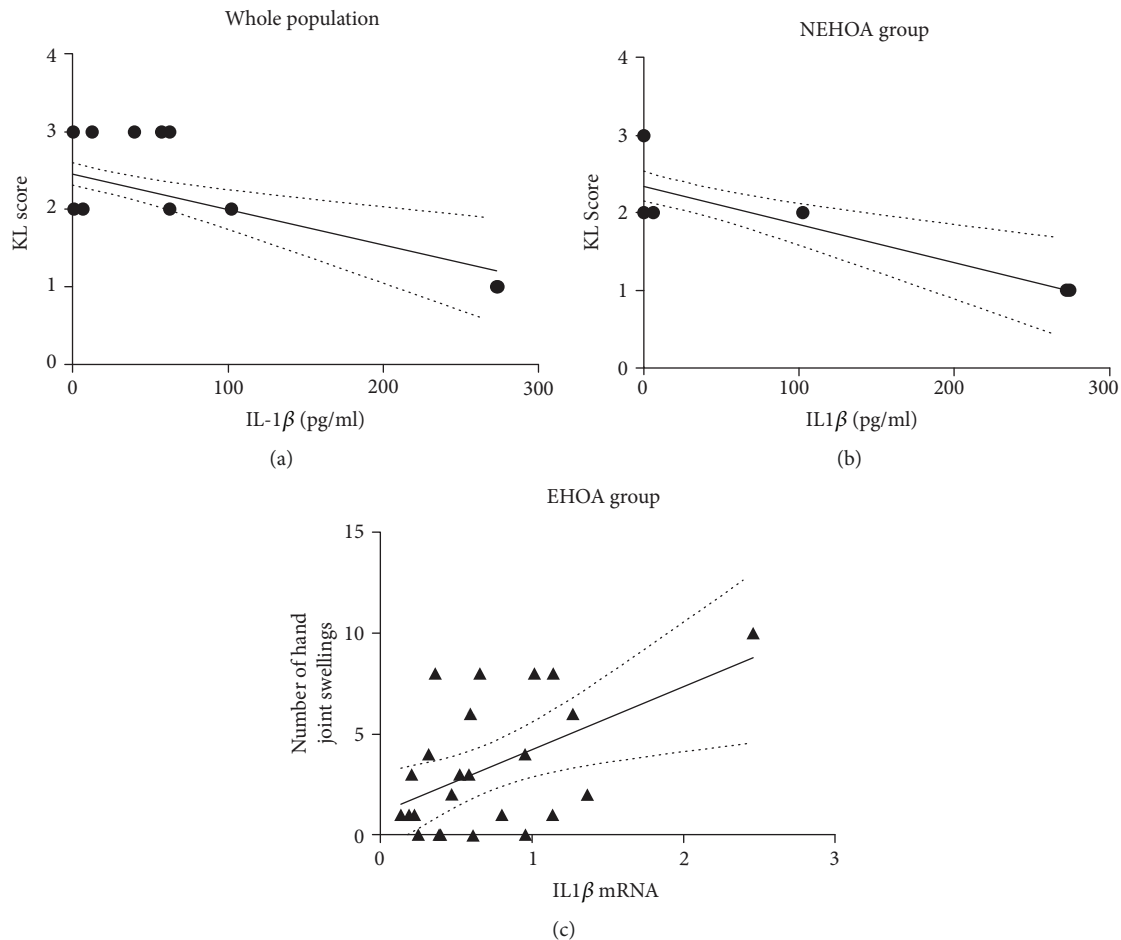 Whole population
4
3
2
1
0
KL score
0
100
200
300
IL-1β (pg/ml)
(a)
NEHOA group
4
3
2
1
0
KL Score
0
100
200
300
IL1β (pg/ml)
(b)
EHOA group
15
10
5
0
Number of hand
joint swellings
0
1
2
3
IL1β mRNA
(c)